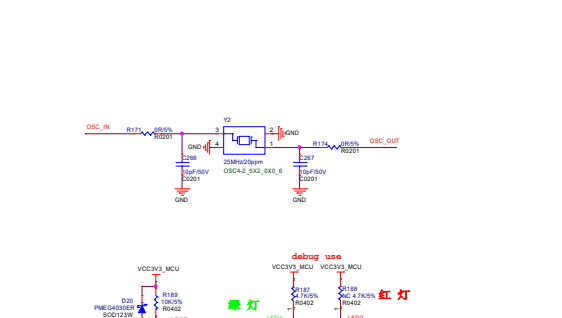 Y2
OSC_IN R171 0R/5% 3 2 GND
R0201
GND 4 1 R174 0R/5% OSC_OUT
R0201
C266 25MHz/20ppm C267
10pF/50V OSC4-2_5X2_0X0_6 10pF/50V
C0201 C0201
GND GND
debug use
VCC3V3_MCU VCC3V3_MCU VCC3V3_MCU
R187 R188
R189 4.7K/5% NC 4.7K/5% 红 灯
D20 10K/5% 绿 灯 R0402 R0402
PMEG4030ER R0402 1 1
SOD123W